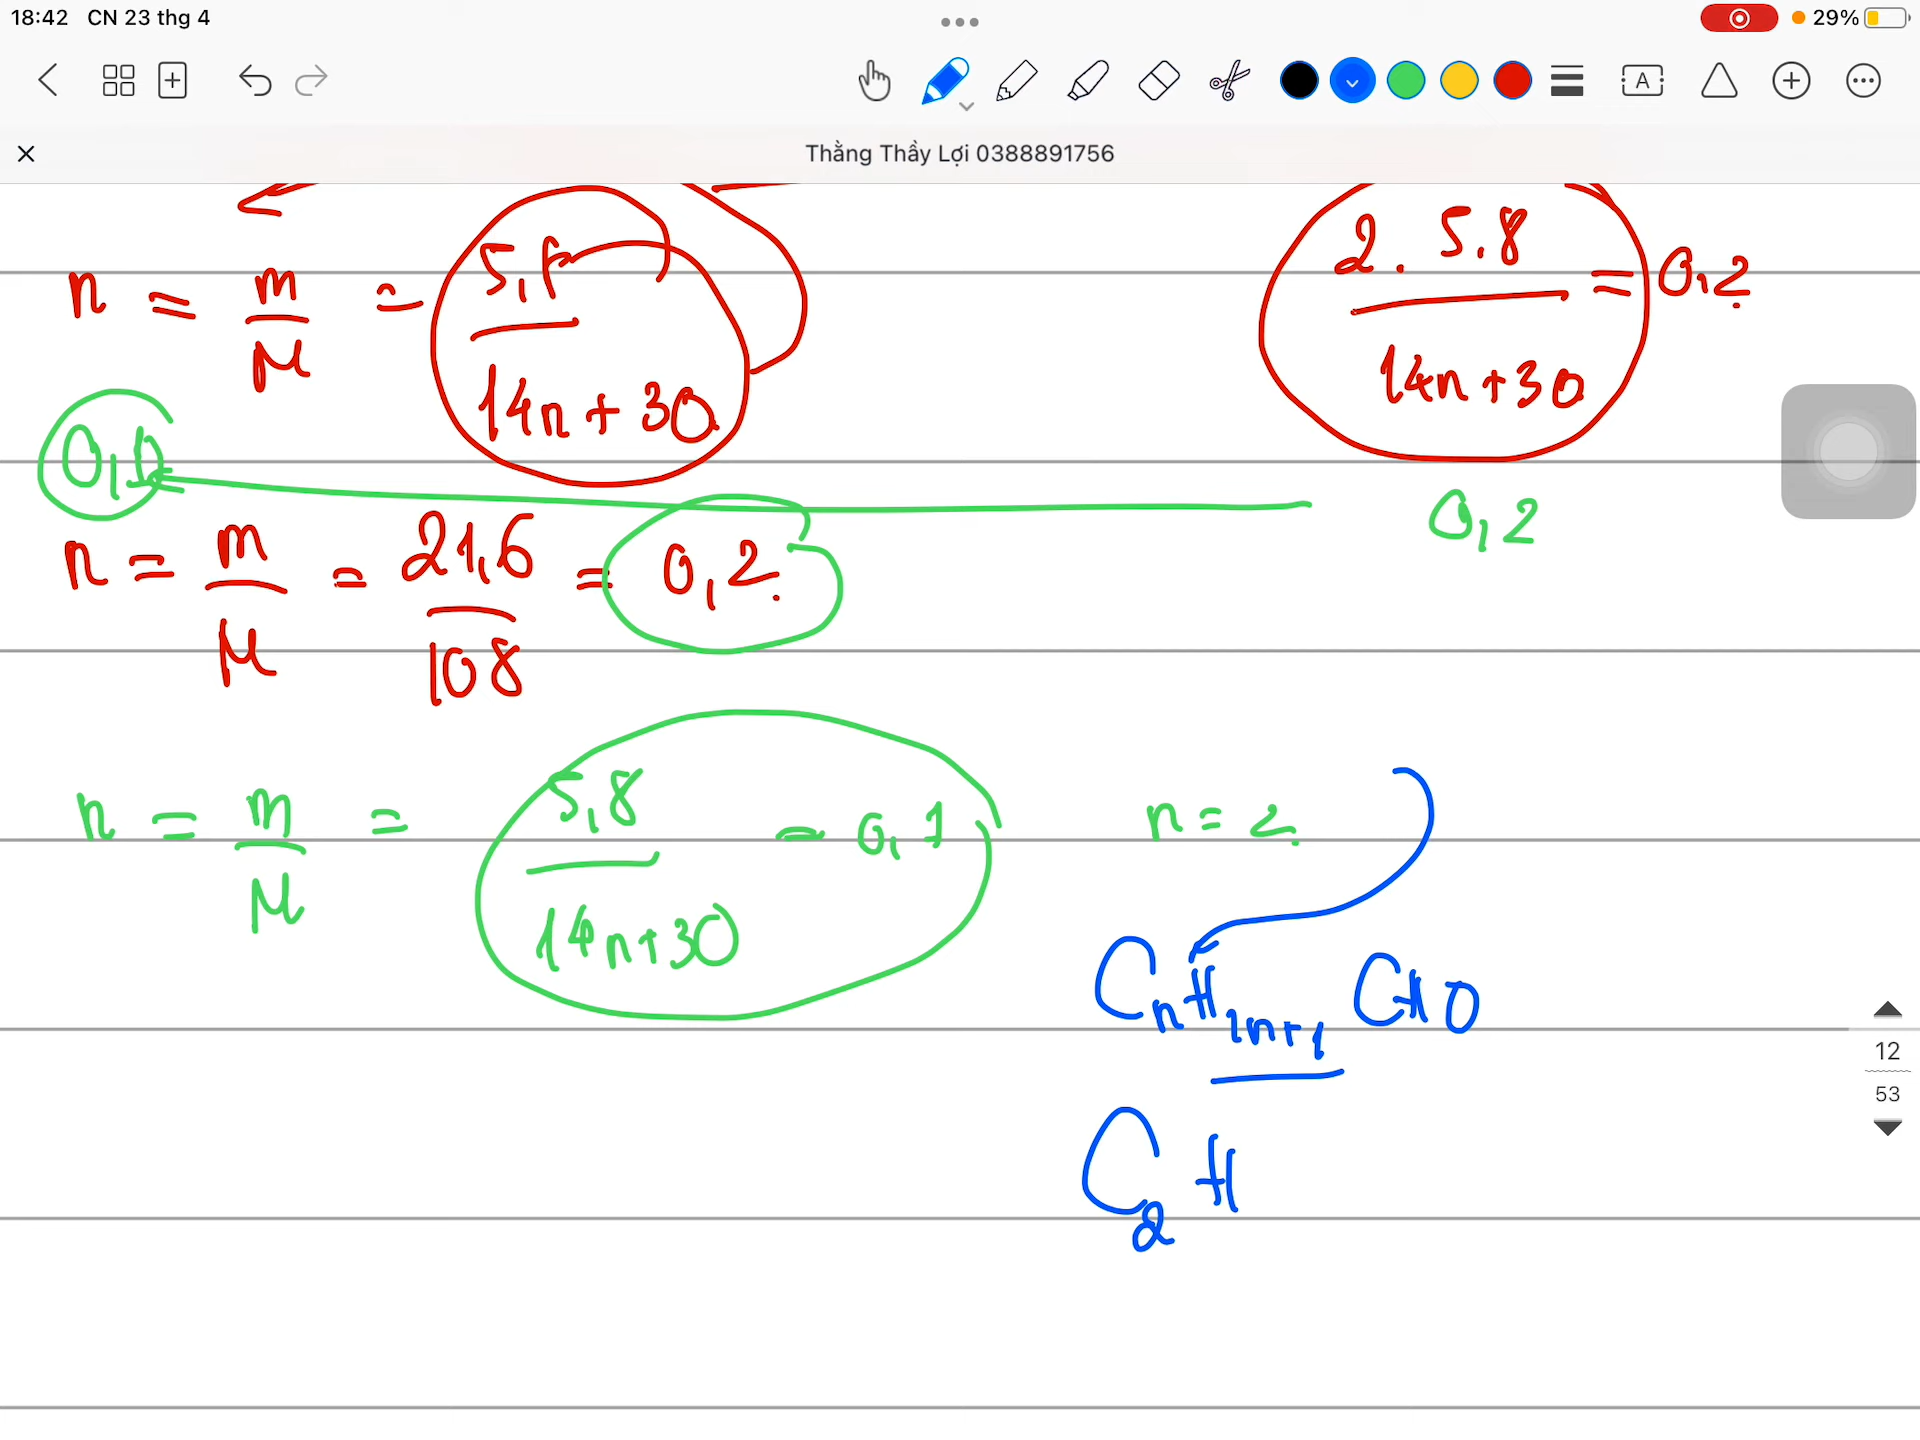 18:42 CN 23 thg 4
29%
A
Thắng Thầy Lợi 0388891756
n = m/M = 5,8/14n+30
2. 5,8/14n+30 = 0,2
0,1
0,2
n = m/M = 21,6/108 = 0,2
n = m/M = 5,8/14n+30 = 0,1
n = 2
CnH2n+1 CHO
12
53
C2H